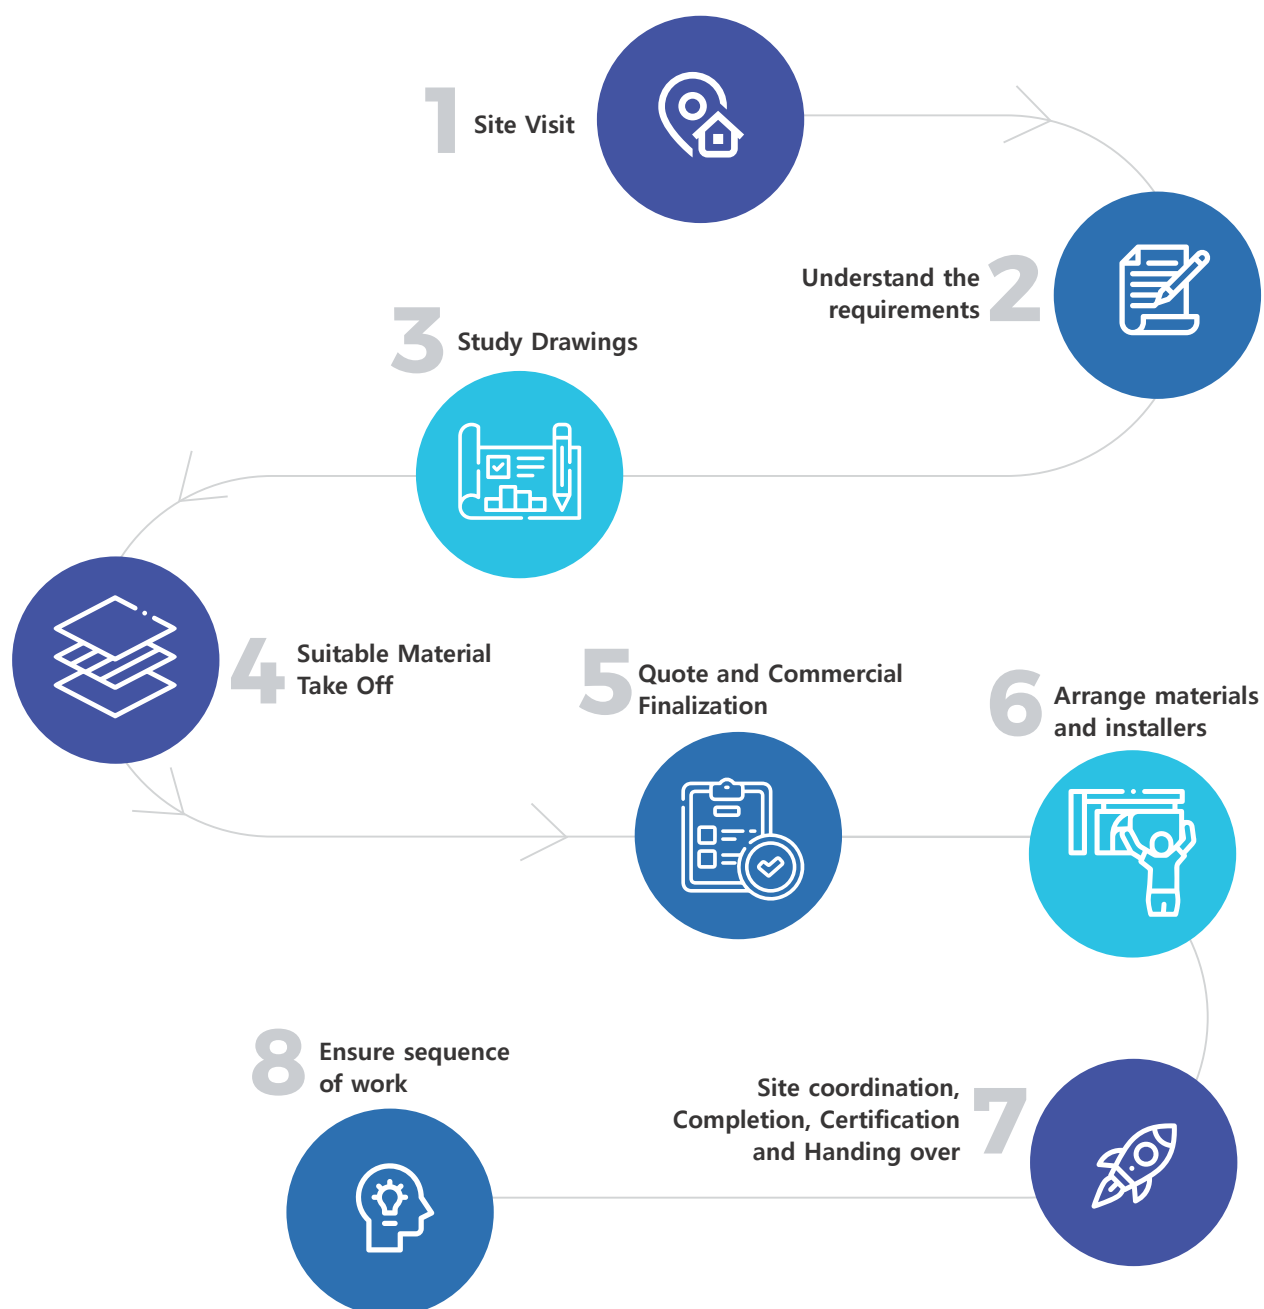 1
Site Visit
2
Understand the
requirements
3
Study Drawings
4
Suitable Material
Take Off
5
Quote and Commercial
Finalization
6
Arrange materials
and installers
7
Site coordination,
Completion, Certification
and Handing over
8
Ensure sequence
of work